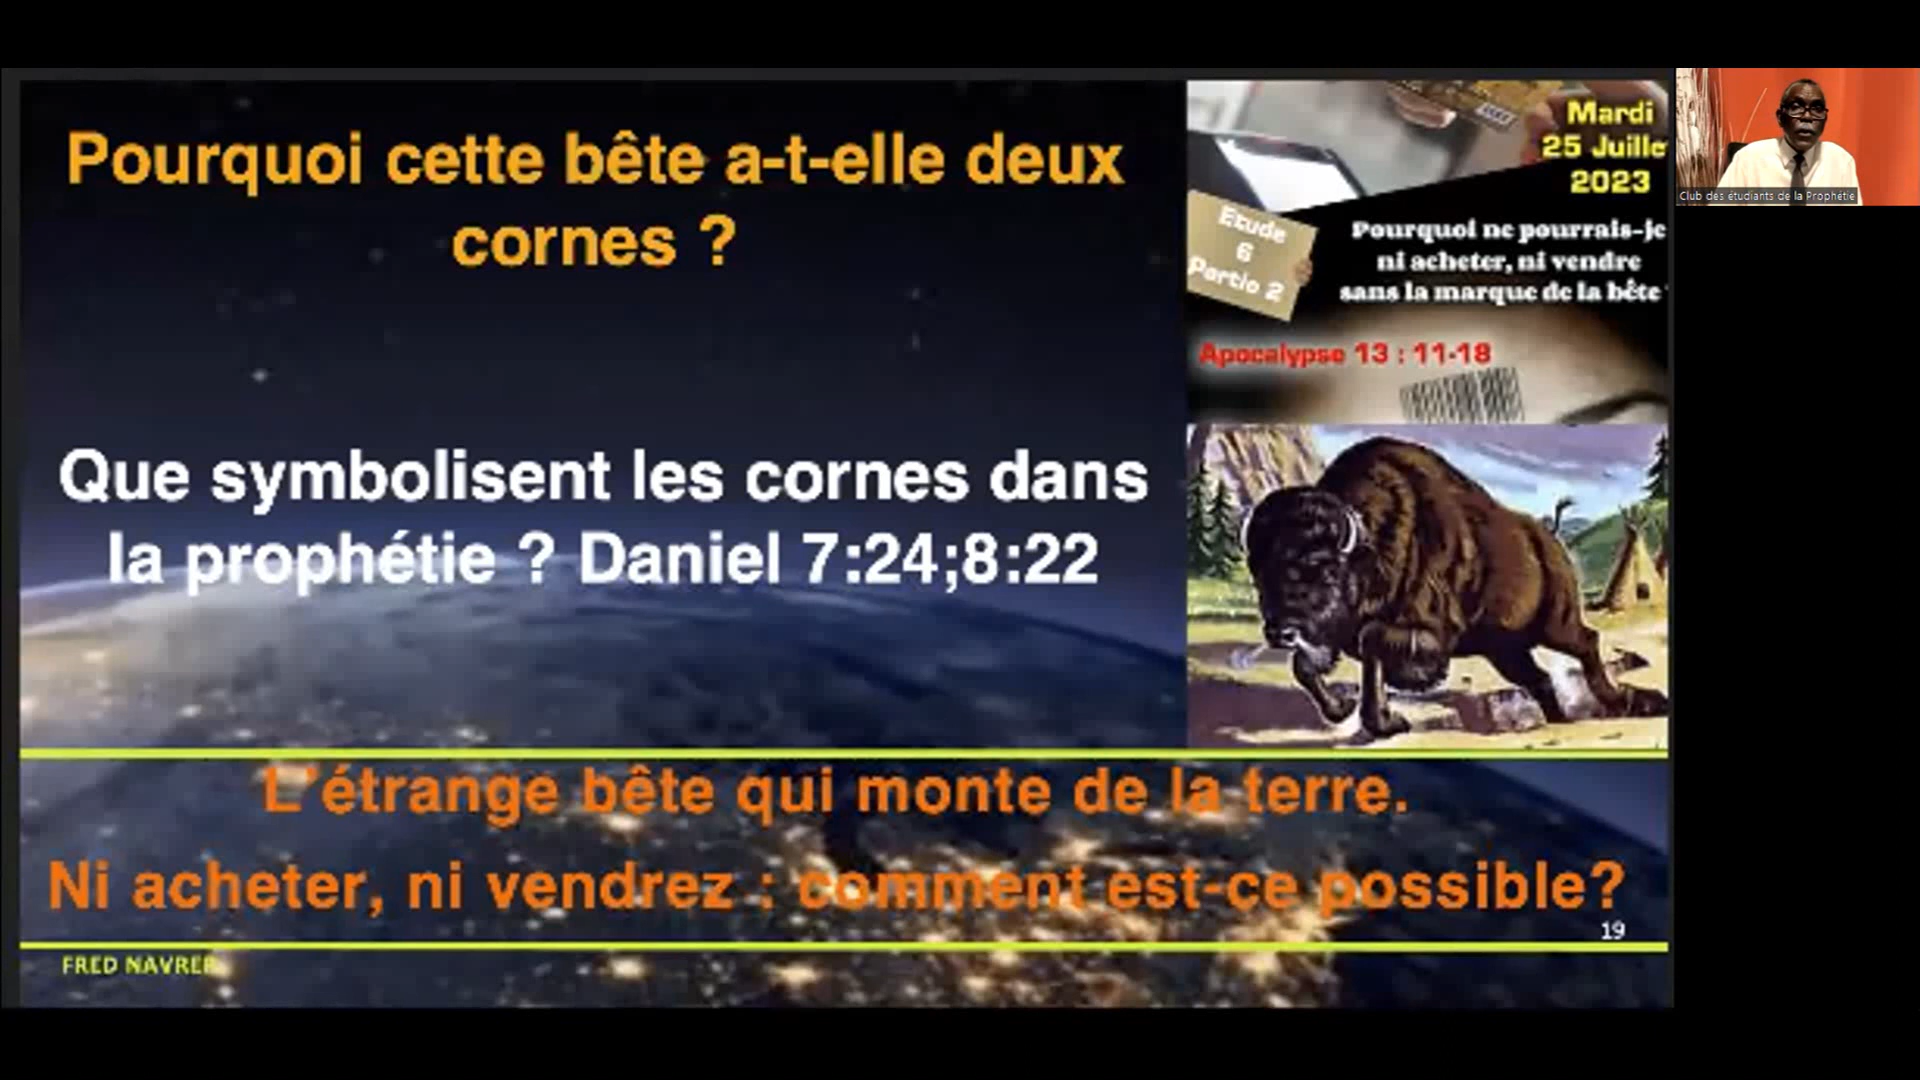 Pourquoi cette bête a-t-elle deux
cornes ?
Que symbolisent les cornes dans
la prophétie ? Daniel 7:24;8:22
Mardi
25 Juille
2023
Etude
6
Partie 2
Pourquoi ne pourrais-je
ni acheter, ni vendre
sans la marque de la bête
Apocalypse 13 : 11-18
L'étrange bête qui monte de la terre.
Ni acheter, ni vendrez : comment est-ce possible?
19
FRED NAVRER
Club des étudiants de la Prophétie